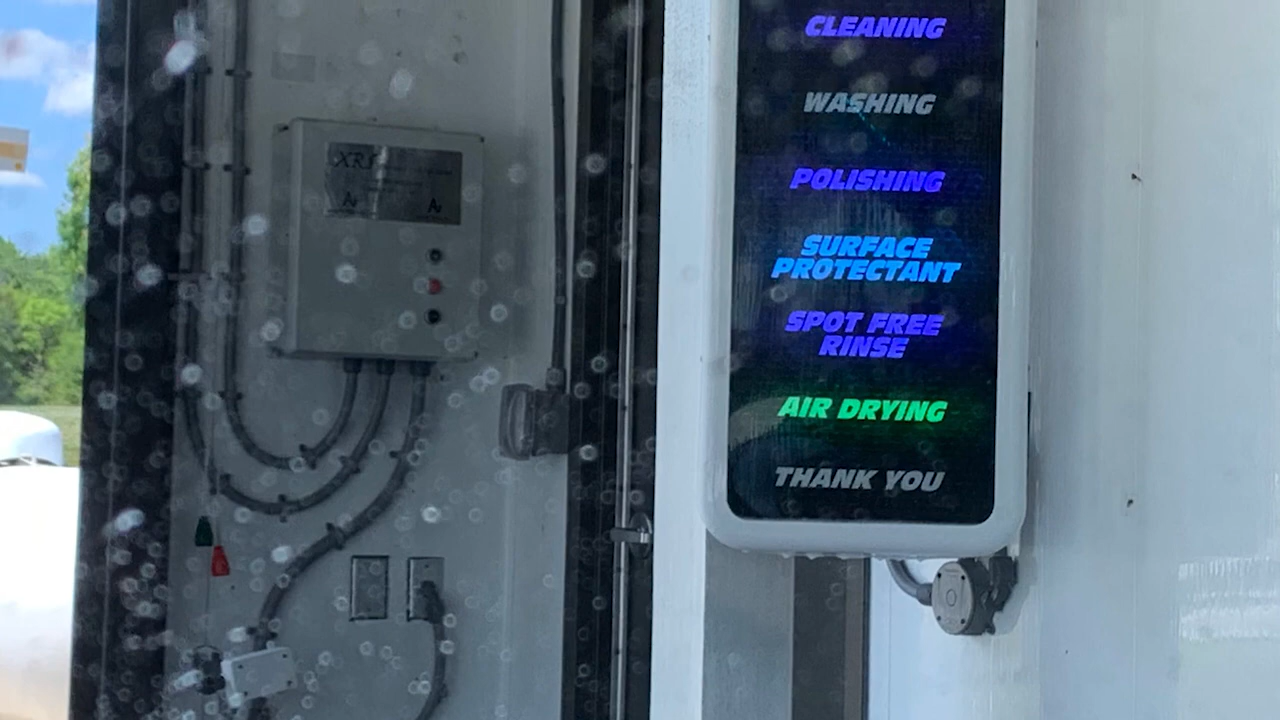 CLEANING
WASHING
POLISHING
SURFACE
PROTECTANT
SPOT FREE
RINSE
AIR DRYING
THANK YOU